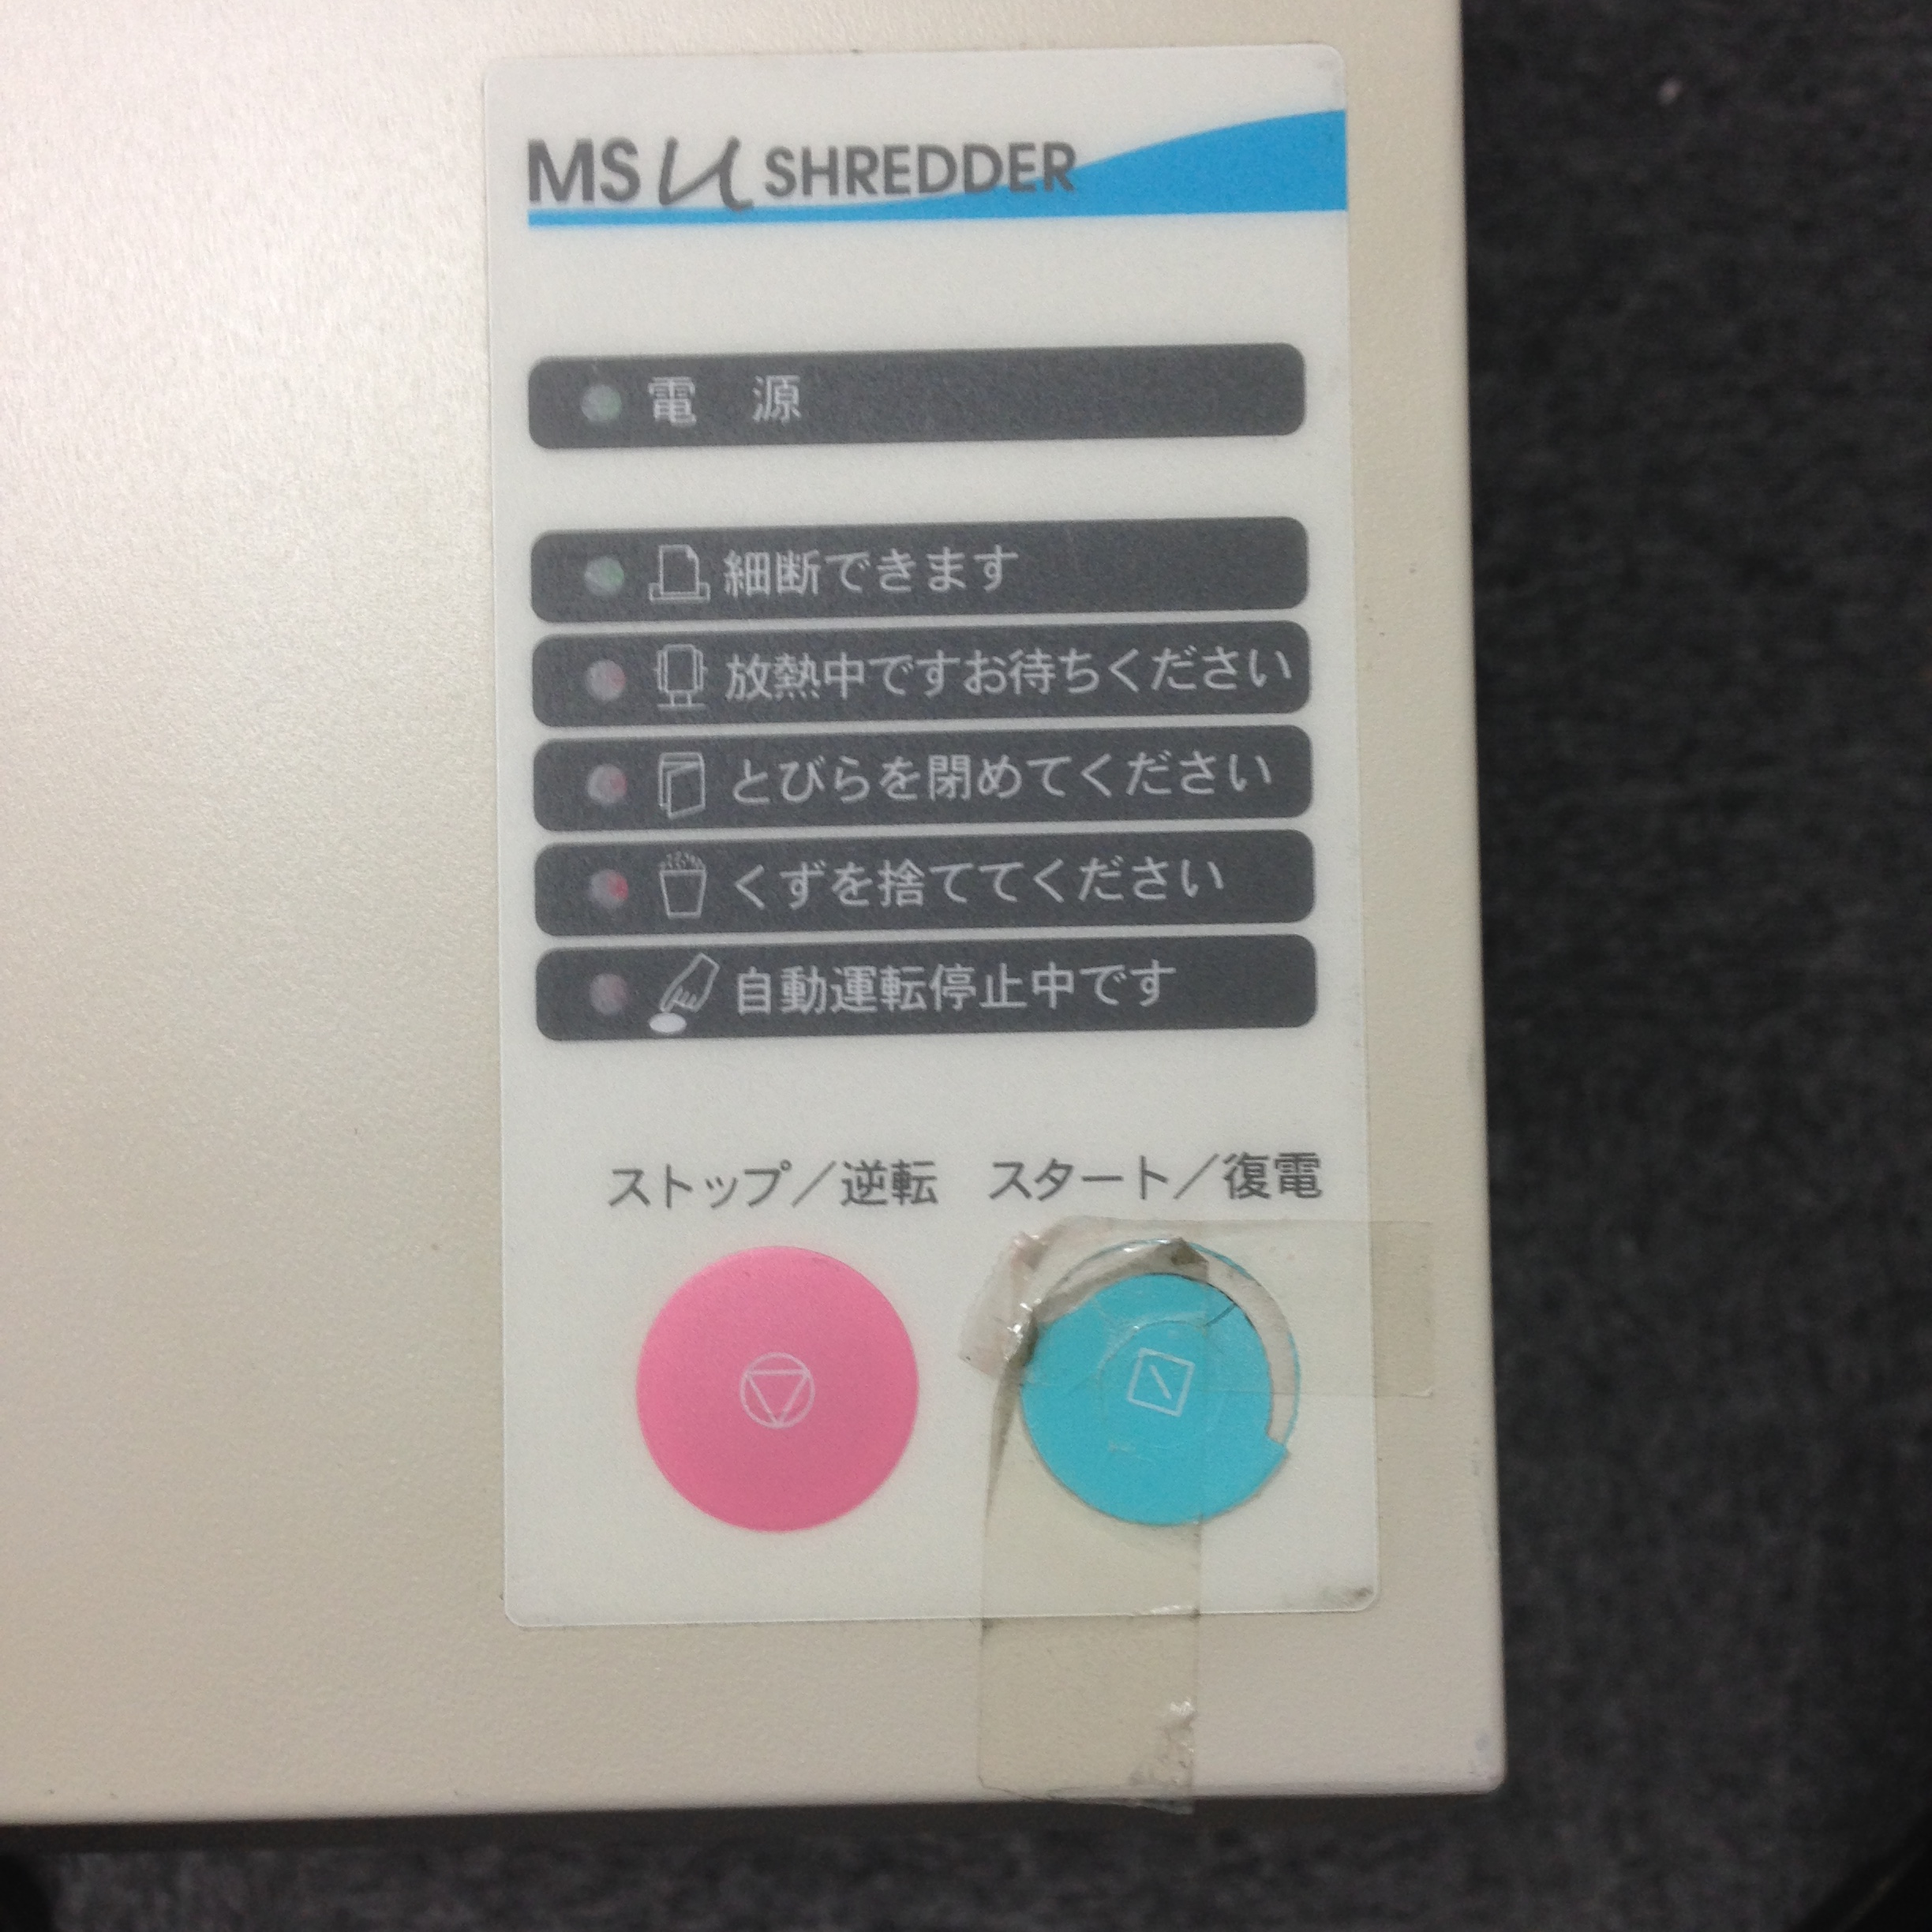 MS μ SHREDDER
電 源
細断できます
放熱中ですお待ちください
とびらを閉めてください
くずを捨ててください
自動運転停止中です
ストップ／逆転 スタート／復電